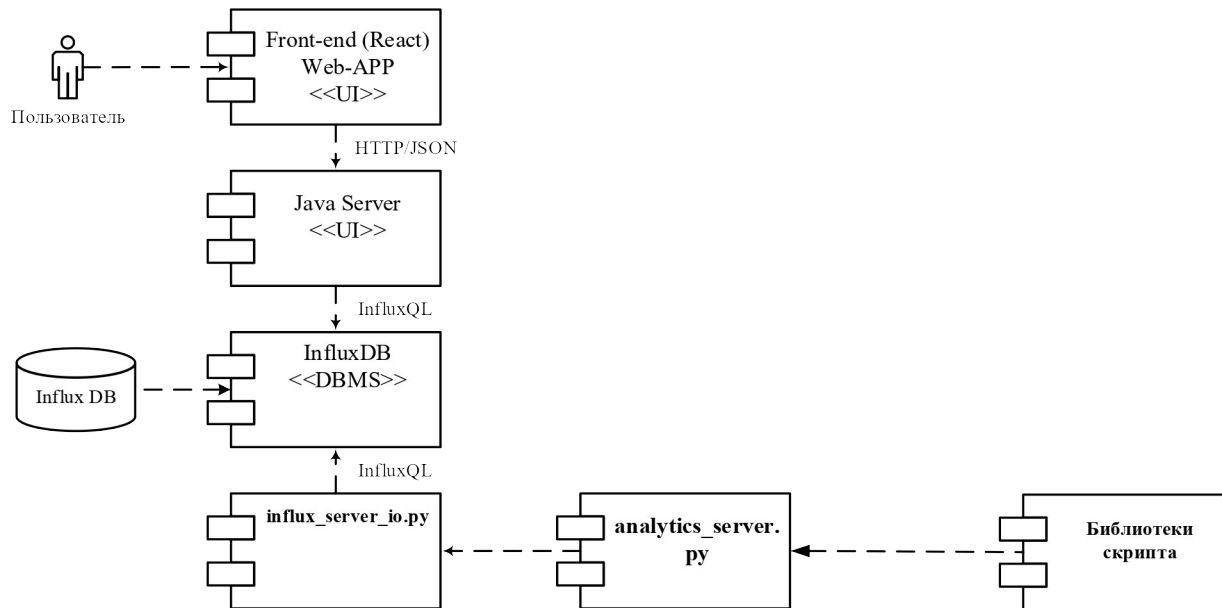 Front-end (React)
Web-APP
<<UI>>
Пользователь
HTTP/JSON
Java Server
<<UI>>
InfluxQL
InfluxDB
<<DBMS>>
Influx DB
InfluxQL
influx_server_io.py
analytics_server.
py
Библиотеки
скрипта